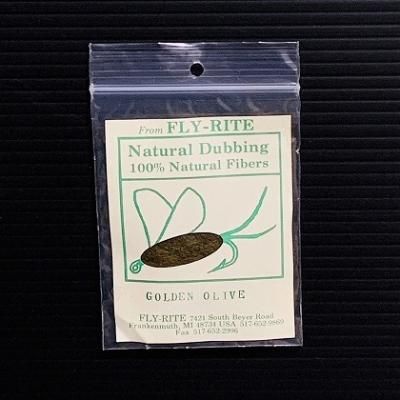 From FLY-RITE
Natural Dubbing
100% Natural Fibers
GOLDEN OLIVE
FLY-RITE 7421 South Beyer Road
Frankenmuth, MI 48734 USA 517-652-9869
Fax 517-652-2996